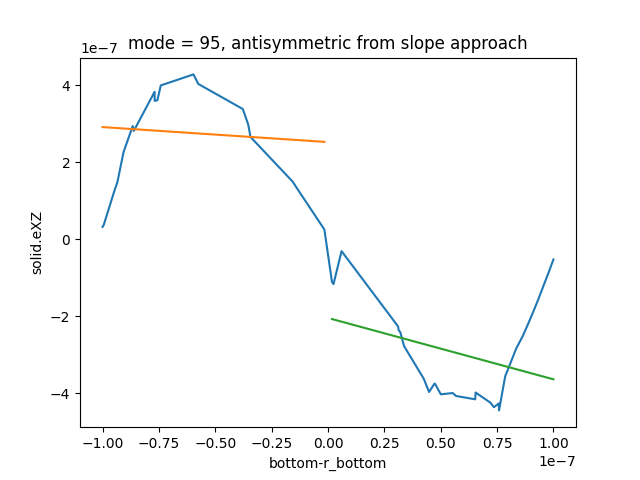 1e−7
mode = 95, antisymmetric from slope approach
4
2
0
−2
−4
solid.eXZ
−1.00 −0.75 −0.50 −0.25 0.00 0.25 0.50 0.75 1.00
bottom-r_bottom
1e−7